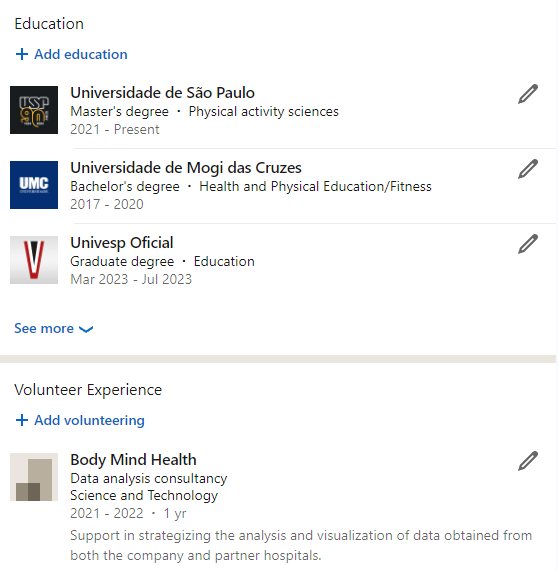 Education
+ Add education
USP
90
Universidade de São Paulo
Master's degree · Physical activity sciences
2021 - Present
UMC
Universidade de Mogi das Cruzes
Bachelor's degree · Health and Physical Education/Fitness
2017 - 2020
Univesp Oficial
Graduate degree · Education
Mar 2023 - Jul 2023
See more
Volunteer Experience
+ Add volunteering
Body Mind Health
Data analysis consultancy
Science and Technology
2021 - 2022 · 1 yr
Support in strategizing the analysis and visualization of data obtained from
both the company and partner hospitals.